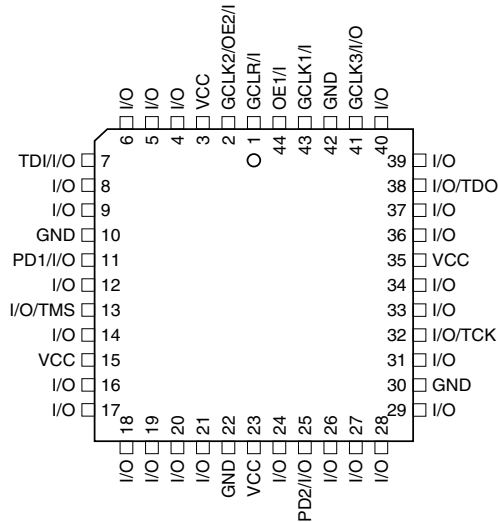 I/O
I/O
I/O
VCC
GCLK2/OE2/I
GCLR/I
OE1/I
GCLK1/I
GND
GCLK3/I/O
I/O
6
5
4
3
2
1
44
43
42
41
40
TDI/I/O 7
I/O 8
I/O 9
GND 10
PD1/I/O 11
I/O 12
I/O/TMS 13
I/O 14
VCC 15
I/O 16
I/O 17
39 I/O
38 I/O/TDO
37 I/O
36 I/O
35 VCC
34 I/O
33 I/O
32 I/O/TCK
31 I/O
30 GND
29 I/O
18
19
20
21
22
23
24
25
26
27
28
I/O
I/O
I/O
I/O
GND
VCC
I/O
PD2/I/O
I/O
I/O
I/O